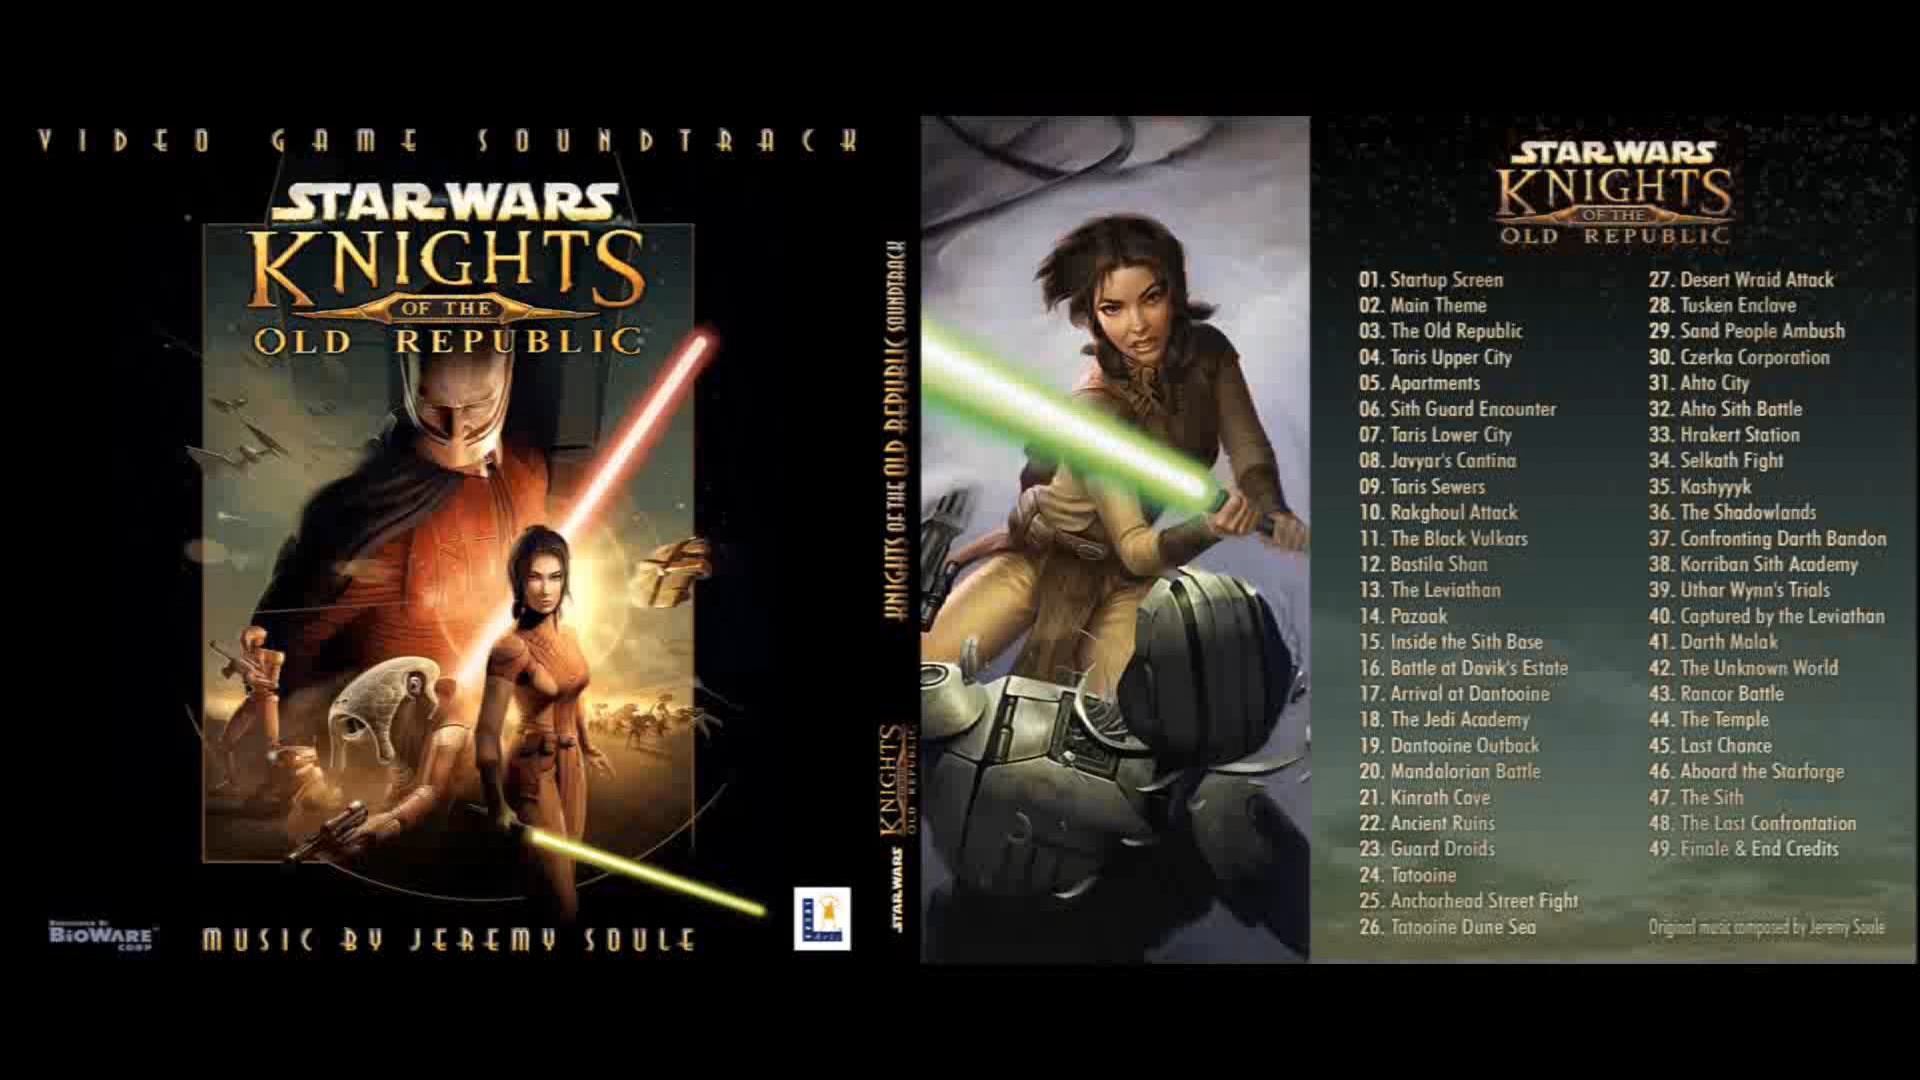 VIDEO GAME SOUNDTRACK
STAR WARS
KNIGHTS
OF THE
OLD REPUBLIC
BIOWARE
CORP
MUSIC BY JEREMY SOULE
KNIGHTS OF THE OLD REPUBLIC SOUNDTRACK
KNIGHTS
OLD REPUBLIC
STAR WARS
STAR WARS
KNIGHTS
OF THE
OLD REPUBLIC
01. Startup Screen
02. Main Theme
03. The Old Republic
04. Taris Upper City
05. Apartments
06. Sith Guard Encounter
07. Taris Lower City
08. Javyar's Cantina
09. Taris Sewers
10. Rakghoul Attack
11. The Black Vulkars
12. Bastila Shan
13. The Leviathan
14. Pazaak
15. Inside the Sith Base
16. Battle at Davik's Estate
17. Arrival at Dantooine
18. The Jedi Academy
19. Dantooine Outback
20. Mandalorian Battle
21. Kinrath Cave
22. Ancient Ruins
23. Guard Droids
24. Tatooine
25. Anchorhead Street Fight
26. Tatooine Dune Sea
27. Desert Wraid Attack
28. Tusken Enclave
29. Sand People Ambush
30. Czerka Corporation
31. Ahto City
32. Ahto Sith Battle
33. Hrakert Station
34. Selkath Fight
35. Kashyyyk
36. The Shadowlands
37. Confronting Darth Bandon
38. Korriban Sith Academy
39. Uthar Wynn's Trials
40. Captured by the Leviathan
41. Darth Malak
42. The Unknown World
43. Rancor Battle
44. The Temple
45. Last Chance
46. Aboard the Starforge
47. The Sith
48. The Last Confrontation
49. Finale & End Credits
Original music composed by Jeremy Soule